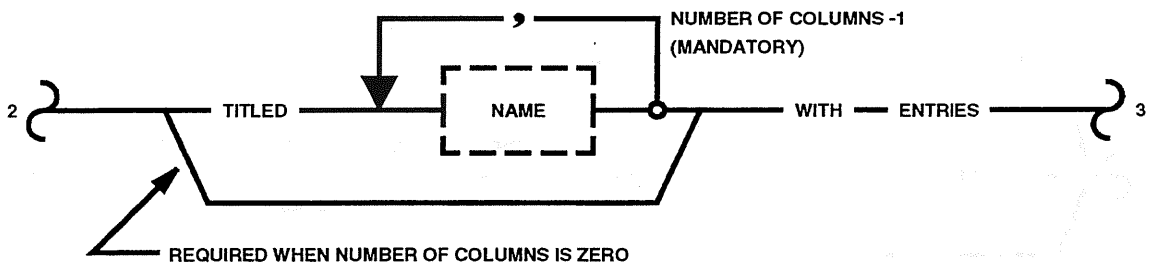 ,
NUMBER OF COLUMNS -1
(MANDATORY)
2 TITLED NAME WITH ENTRIES 3
REQUIRED WHEN NUMBER OF COLUMNS IS ZERO